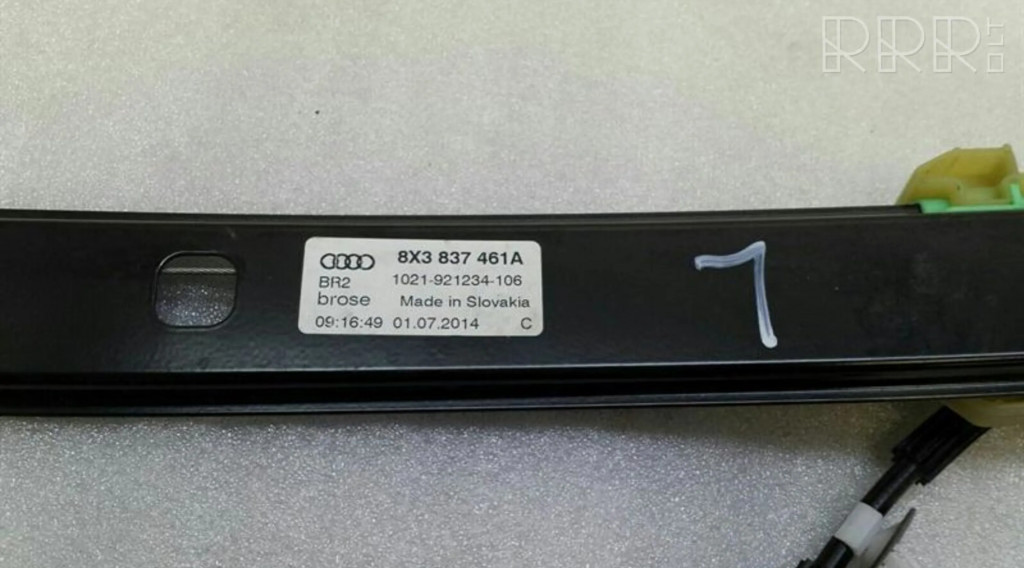 RRR.LT
8X3 837 461A
BR2 1021-921234-106
brose Made in Slovakia
09:16:49 01.07.2014 C
7